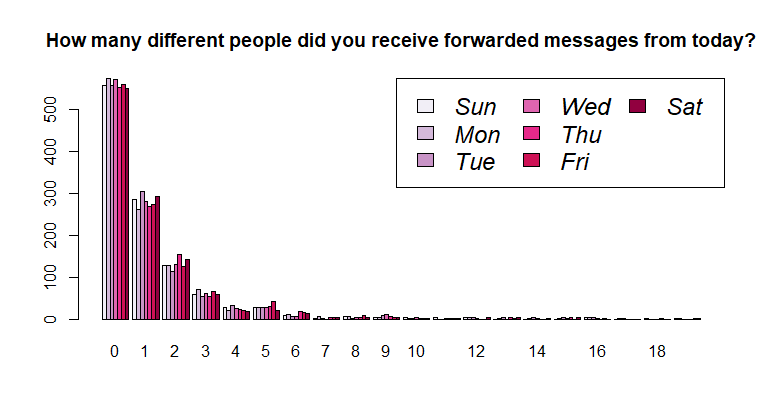 How many different people did you receive forwarded messages from today?
Sun Wed Sat
Mon Thu
Tue Fri
500
400
300
200
100
0
0 1 2 3 4 5 6 7 8 9 10 12 14 16 18